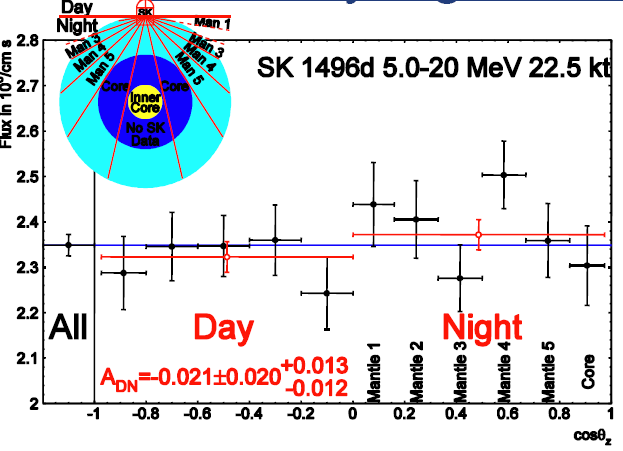 Day
SK
Night
Man 1
Man 3
Man 3
Man 4
Man 4
Man 5
Man 5
Core
Core
Inner
Core
No SK
Data
SK 1496d 5.0-20 MeV 22.5 kt
Flux in 10⁶/cm s
2.8
2.7
2.6
2.5
2.4
2.3
2.2
2.1
2
All
Day
Night
A_DN=-0.021±0.020+0.013
-0.012
Mantle 1
Mantle 2
Mantle 3
Mantle 4
Mantle 5
Core
-1 -0.8 -0.6 -0.4 -0.2 0 0.2 0.4 0.6 0.8 1
cosθz